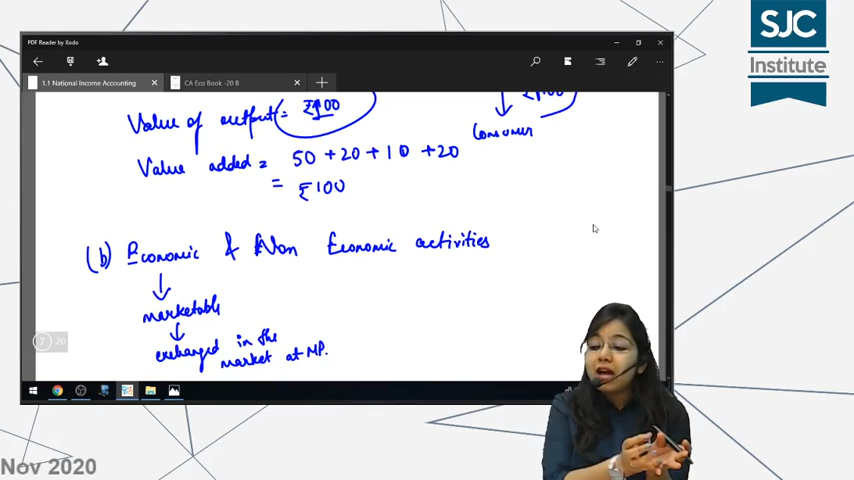 SJC
Institute
PDF Reader by Xodo
1.1 National Income Accounting
CA Eco Book -20 B
Value of output = ₹100
Consumer
Value added = 50 + 20 + 10 + 20
= ₹100
(b) Economic & Non Economic activities
marketable
exchanged in the
market at MP.
7 20
Nov 2020